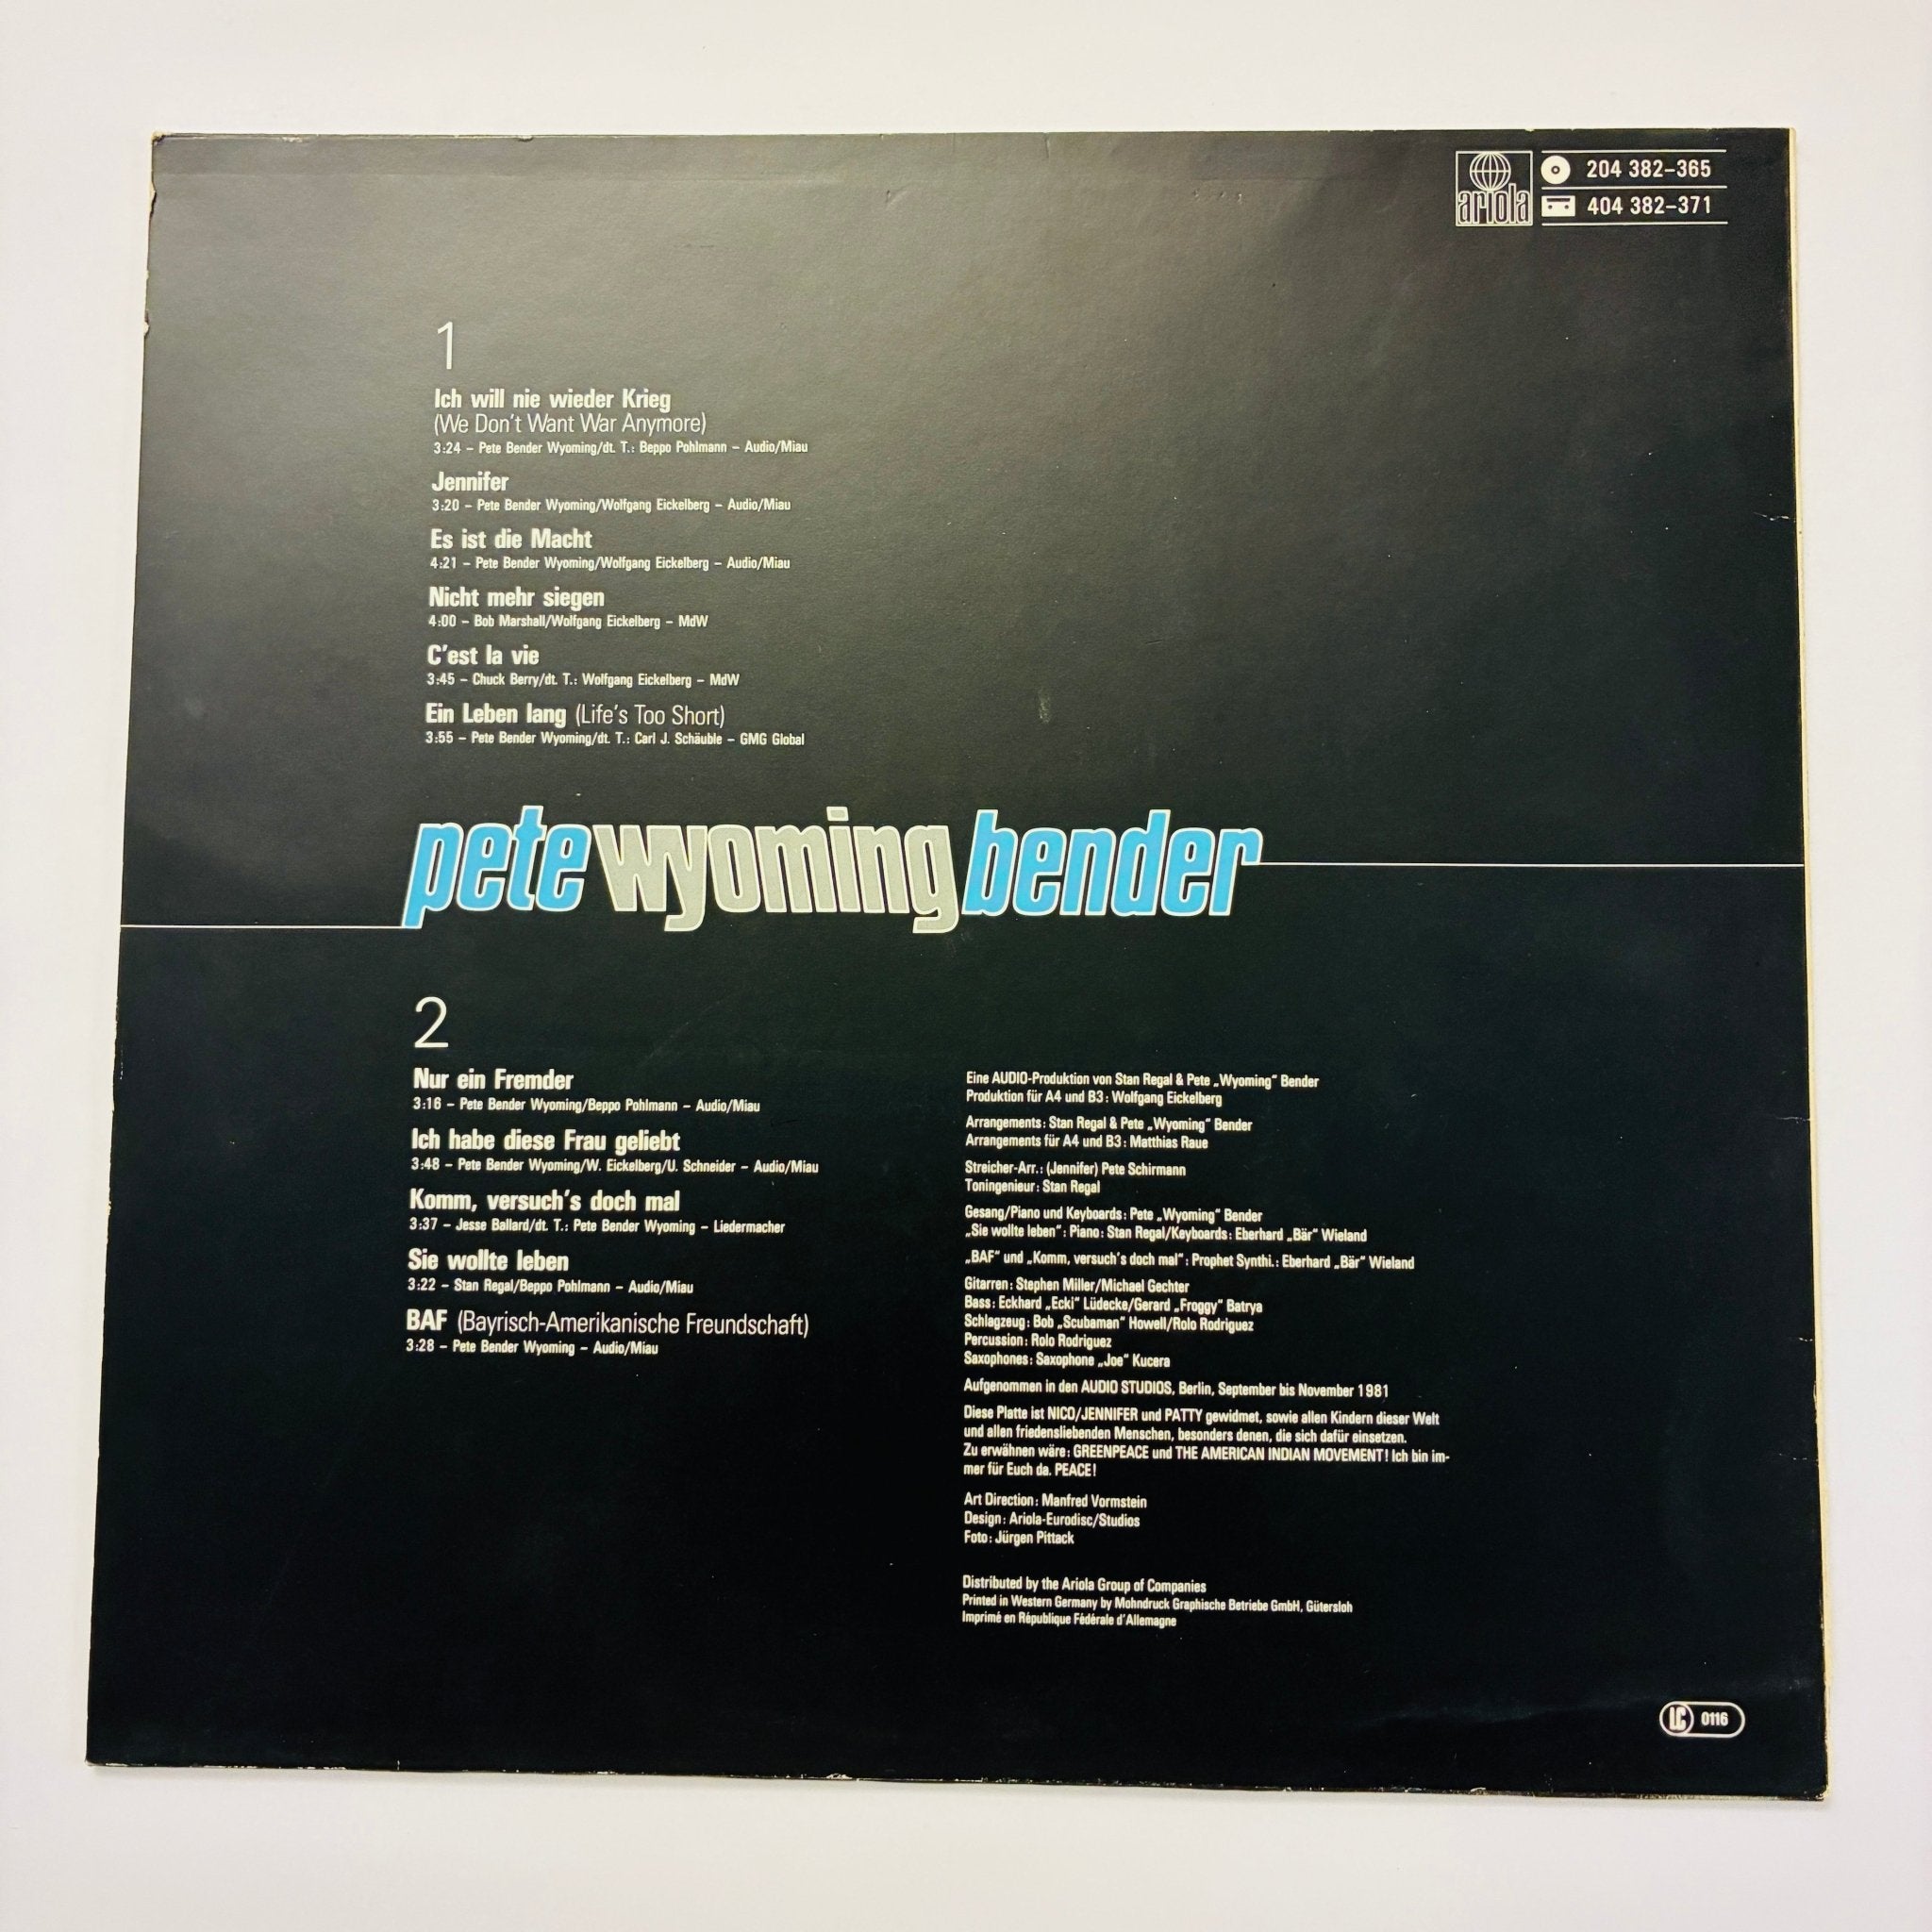 ariola
204 382–365
404 382–371
1
Ich will nie wieder Krieg
(We Don't Want War Anymore)
3:24 – Pete Bender Wyoming/dt. T.: Beppo Pohlmann – Audio/Miau
Jennifer
3:20 – Pete Bender Wyoming/Wolfgang Eickelberg – Audio/Miau
Es ist die Macht
4:21 – Pete Bender Wyoming/Wolfgang Eickelberg – Audio/Miau
Nicht mehr siegen
4:00 – Bob Marshall/Wolfgang Eickelberg – MdW
C'est la vie
3:45 – Chuck Berry/dt. T.: Wolfgang Eickelberg – MdW
Ein Leben lang (Life's Too Short)
3:55 – Pete Bender Wyoming/dt. T.: Carl J. Schäuble – GMG Global
pete wyoming bender
2
Nur ein Fremder
3:16 – Pete Bender Wyoming/Beppo Pohlmann – Audio/Miau
Ich habe diese Frau geliebt
3:48 – Pete Bender Wyoming/W. Eickelberg/U. Schneider – Audio/Miau
Komm, versuch's doch mal
3:37 – Jesse Ballard/dt. T.: Pete Bender Wyoming – Liedermacher
Sie wollte leben
3:22 – Stan Regal/Beppo Pohlmann – Audio/Miau
BAF (Bayrisch-Amerikanische Freundschaft)
3:28 – Pete Bender Wyoming – Audio/Miau
Eine AUDIO-Produktion von Stan Regal & Pete „Wyoming“ Bender
Produktion für A4 und B3: Wolfgang Eickelberg
Arrangements: Stan Regal & Pete „Wyoming“ Bender
Arrangements für A4 und B3: Matthias Raue
Streicher-Arr.: (Jennifer) Pete Schirmann
Toningenieur: Stan Regal
Gesang/Piano und Keyboards: Pete „Wyoming“ Bender
„Sie wollte leben“: Piano: Stan Regal/Keyboards: Eberhard „Bär“ Wieland
„BAF“ und „Komm, versuch's doch mal“: Prophet Synthi.: Eberhard „Bär“ Wieland
Gitarren: Stephen Miller/Michael Gechter
Bass: Eckhard „Ecki“ Lüdecke/Gerard „Froggy“ Batrya
Schlagzeug: Bob „Scubaman“ Howell/Rolo Rodriguez
Percussion: Rolo Rodriguez
Saxophones: Saxophone „Joe“ Kucera
Aufgenommen in den AUDIO STUDIOS, Berlin, September bis November 1981
Diese Platte ist NICO/JENNIFER und PATTY gewidmet, sowie allen Kindern dieser Welt
und allen friedensliebenden Menschen, besonders denen, die sich dafür einsetzen.
Zu erwähnen wäre: GREENPEACE und THE AMERICAN INDIAN MOVEMENT! Ich bin im-
mer für Euch da. PEACE!
Art Direction: Manfred Vormstein
Design: Ariola-Eurodisc/Studios
Foto: Jürgen Pittack
Distributed by the Ariola Group of Companies
Printed in Western Germany by Mohndruck Graphische Betriebe GmbH, Gütersloh
Imprimé en République Fédérale d'Allemagne
LC 0116